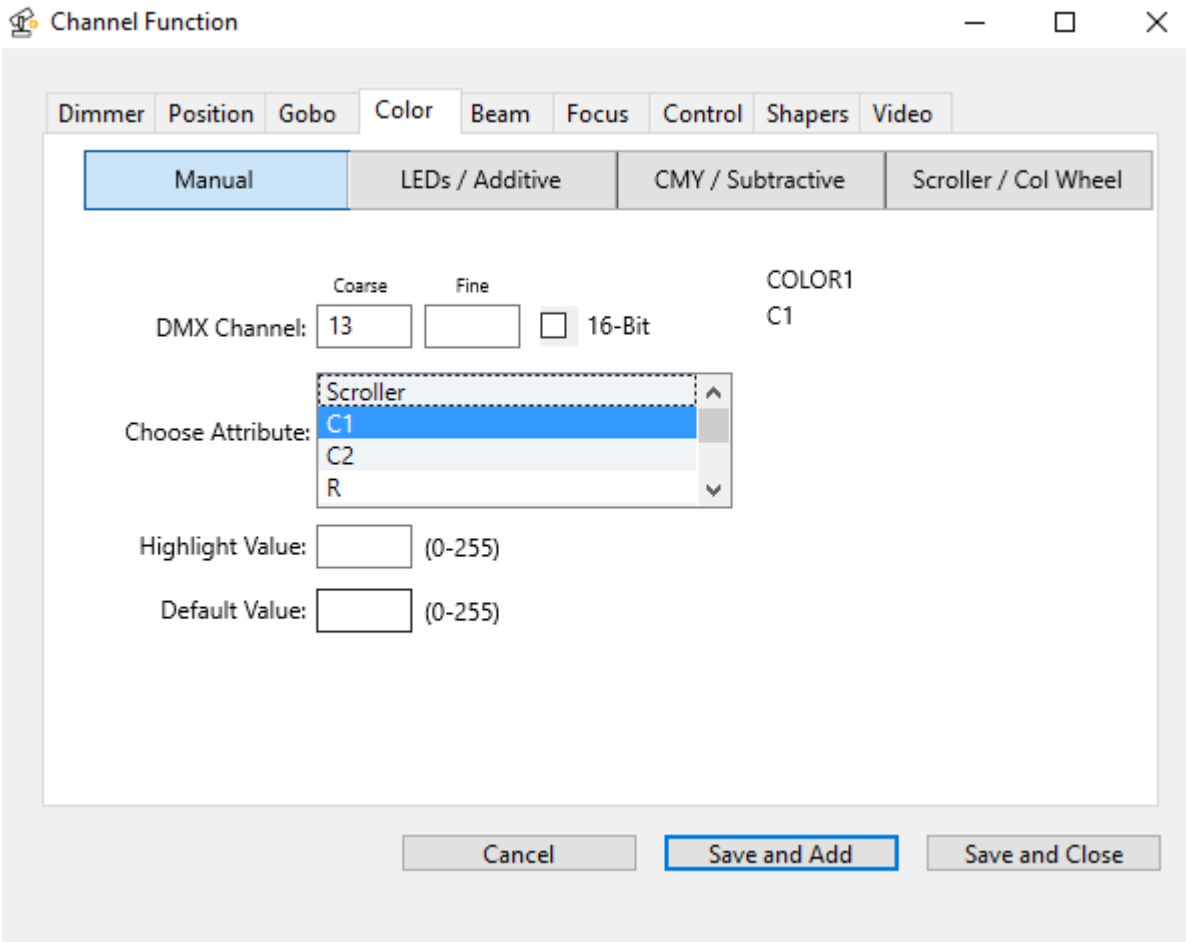 Channel Function
Dimmer Position Gobo Color Beam Focus Control Shapers Video
Manual LEDs / Additive CMY / Subtractive Scroller / Col Wheel
Coarse Fine COLOR1
DMX Channel: 13 16-Bit C1
Scroller
Choose Attribute: C1
C2
R
Highlight Value: (0-255)
Default Value: (0-255)
Cancel Save and Add Save and Close